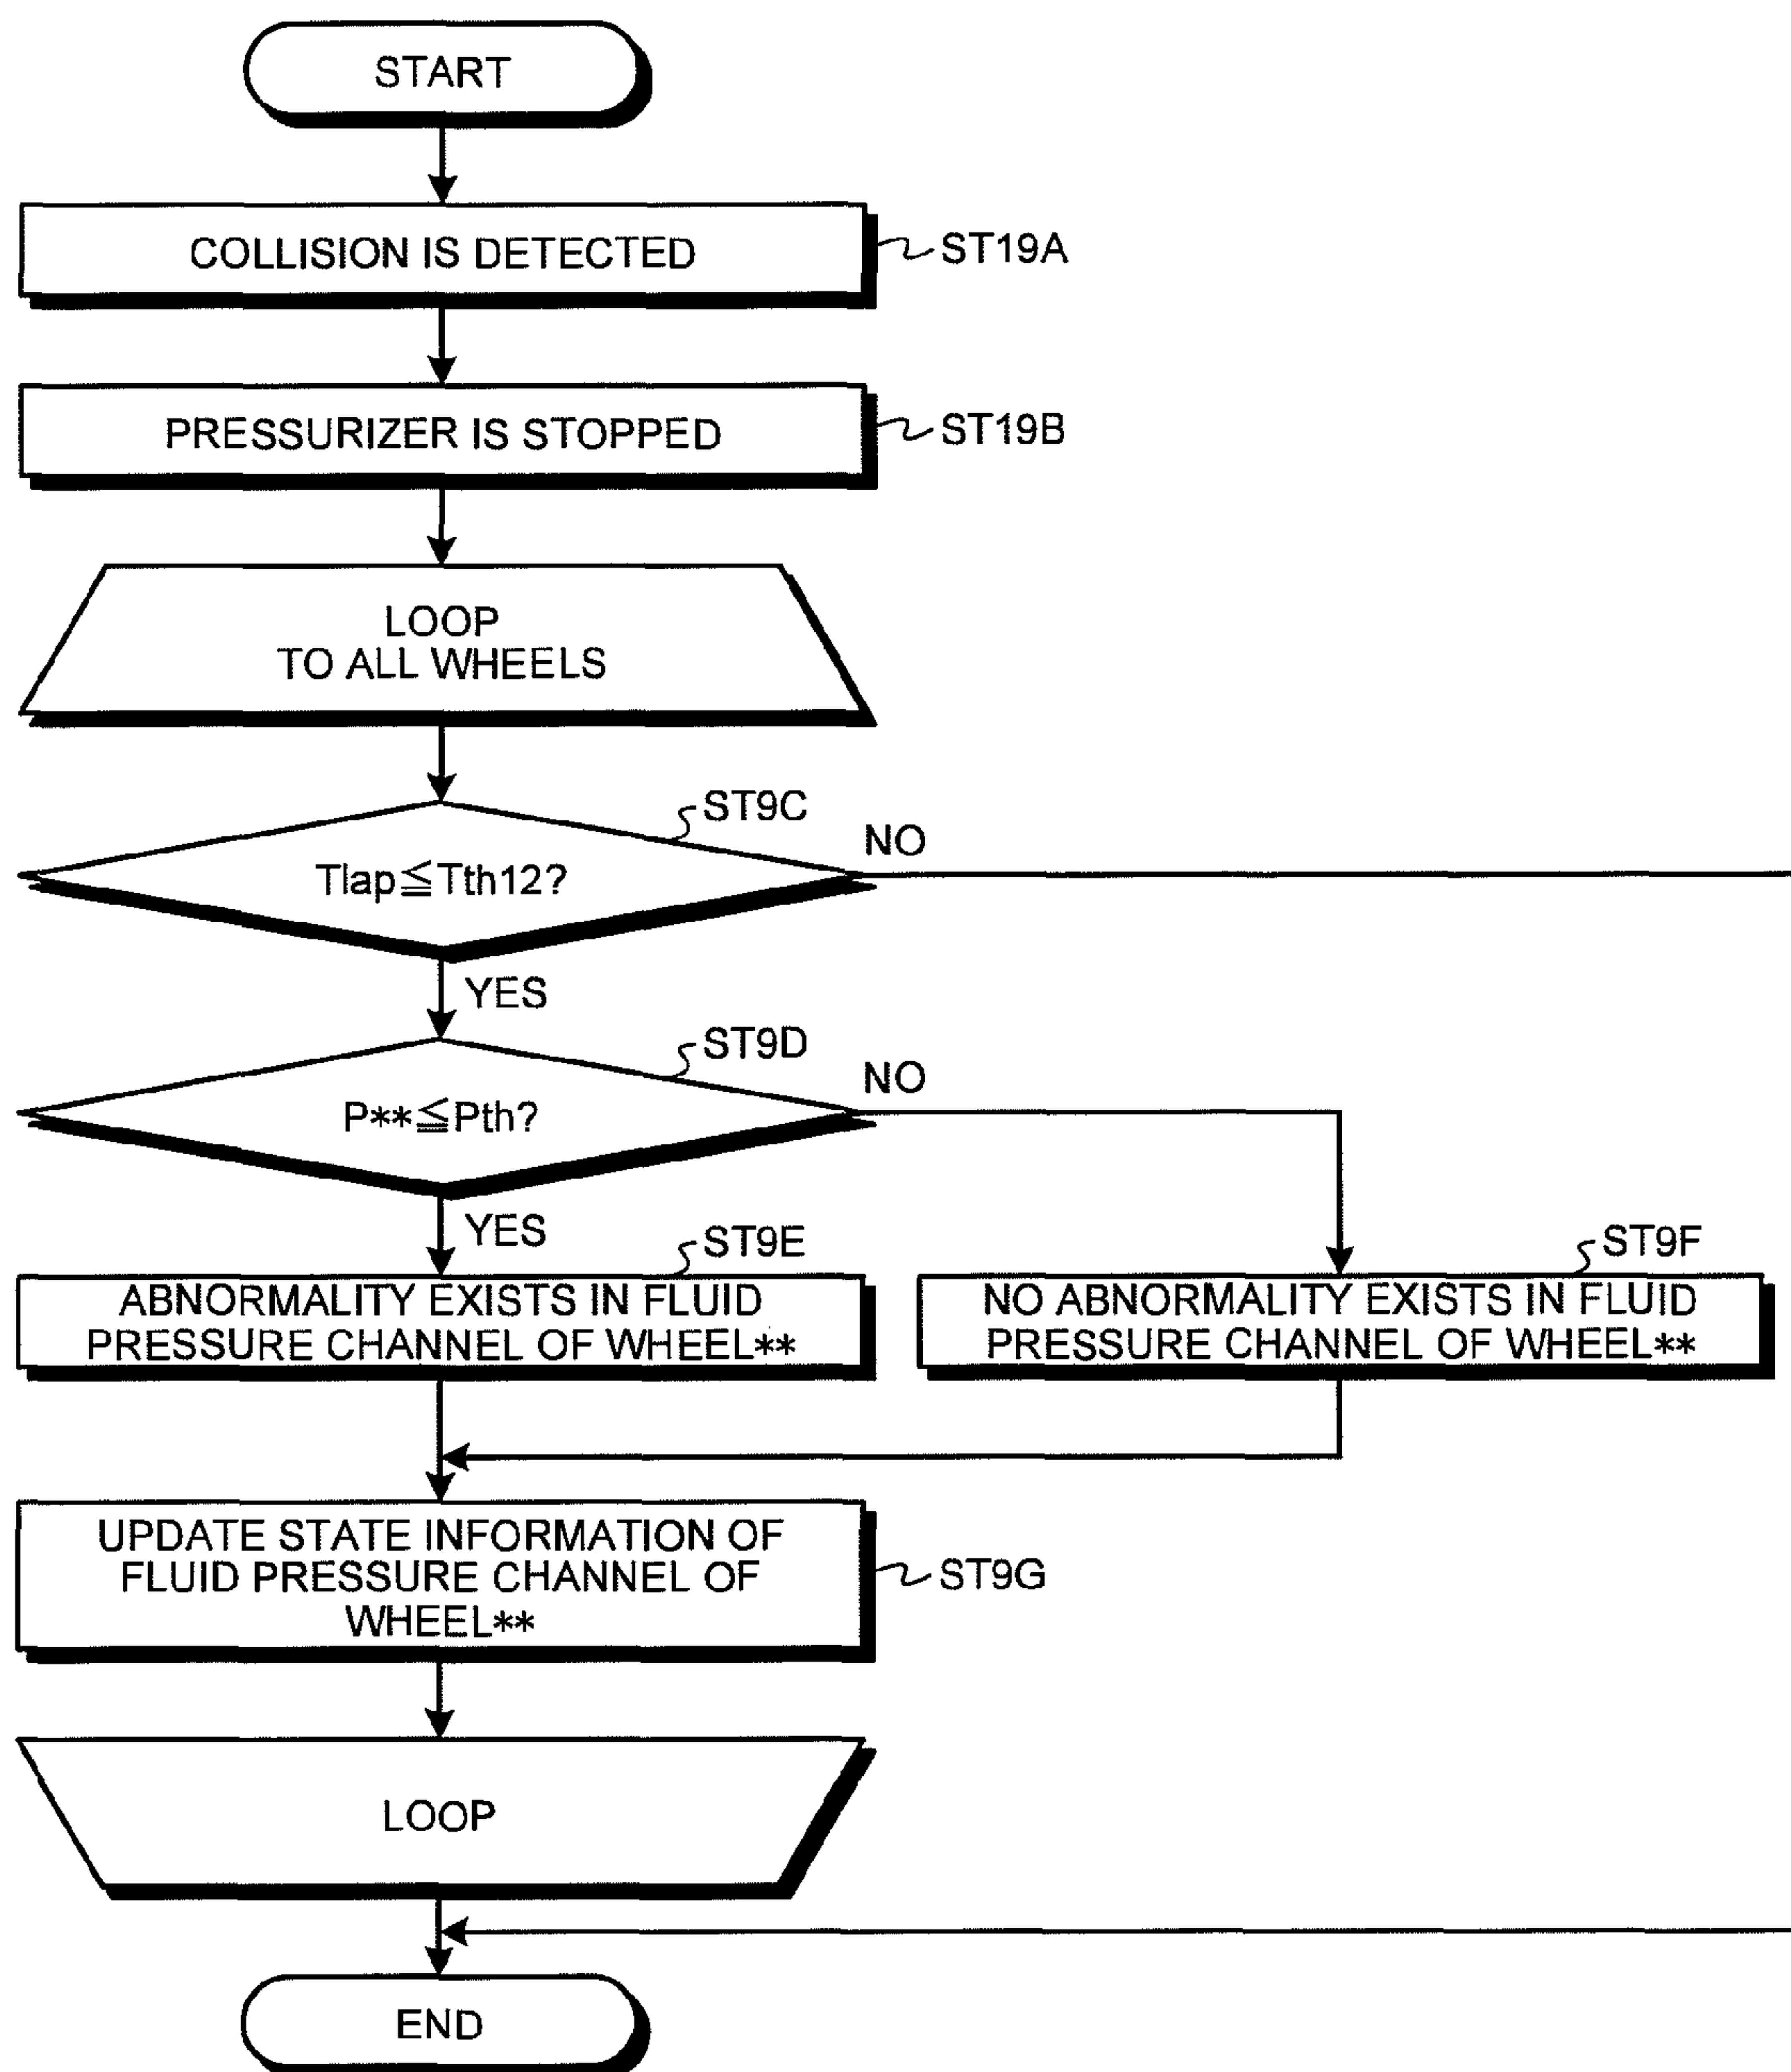 START
COLLISION IS DETECTED
ST19A
PRESSURIZER IS STOPPED
ST19B
LOOP
TO ALL WHEELS
ST9C
NO
Tlap≦Tth12?
YES
ST9D
NO
P**≦Pth?
YES
ST9E
ST9F
ABNORMALITY EXISTS IN FLUID
PRESSURE CHANNEL OF WHEEL**
NO ABNORMALITY EXISTS IN FLUID
PRESSURE CHANNEL OF WHEEL**
UPDATE STATE INFORMATION OF
FLUID PRESSURE CHANNEL OF
WHEEL**
ST9G
LOOP
END